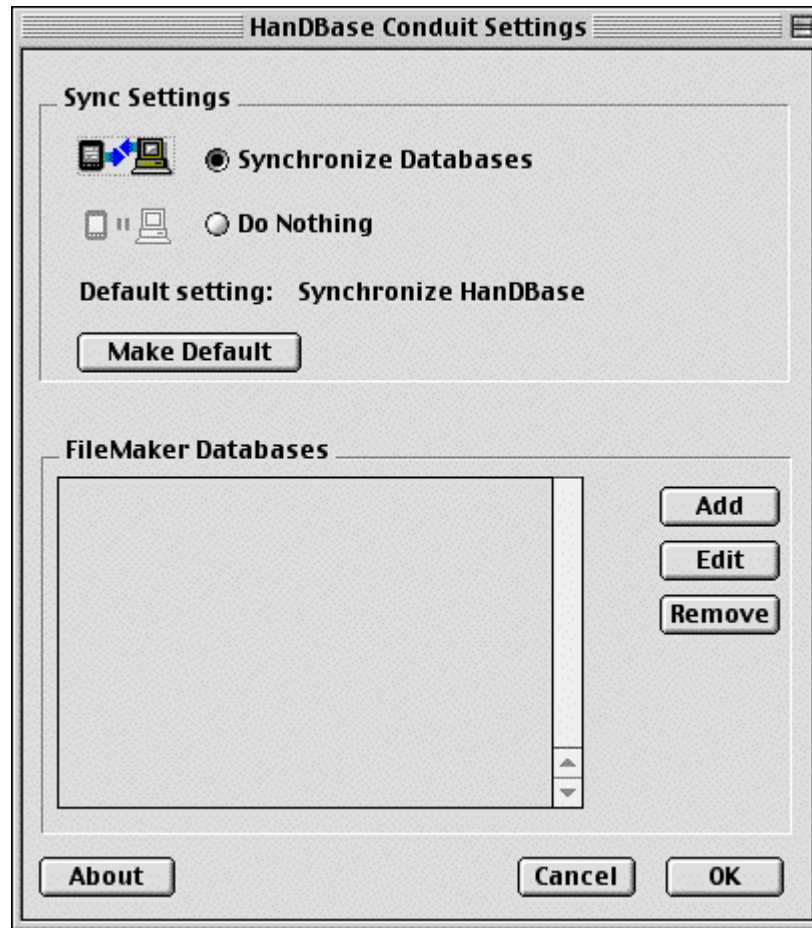 HanDBase Conduit Settings
Sync Settings
Synchronize Databases
Do Nothing
Default setting: Synchronize HanDBase
Make Default
FileMaker Databases
Add
Edit
Remove
About
Cancel
OK